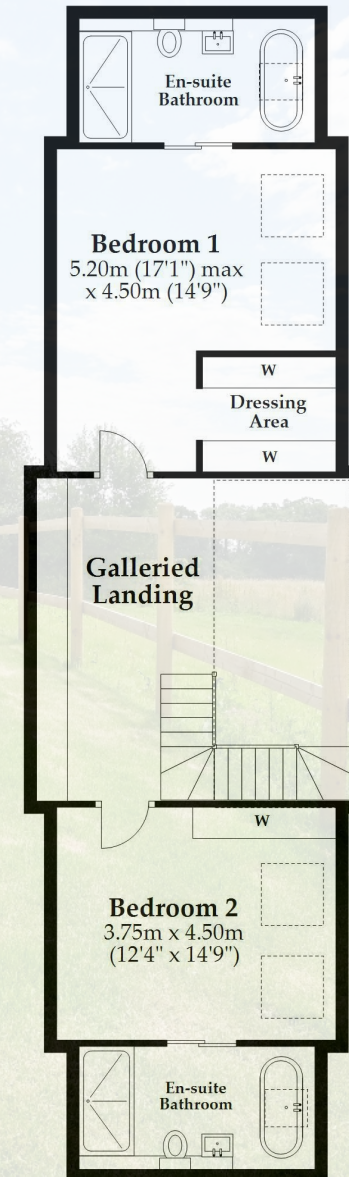 En-suite
Bathroom
Bedroom 1
5.20m (17'1") max
x 4.50m (14'9")
W
Dressing
Area
W
Galleried
Landing
W
Bedroom 2
3.75m x 4.50m
(12'4" x 14'9")
En-suite
Bathroom